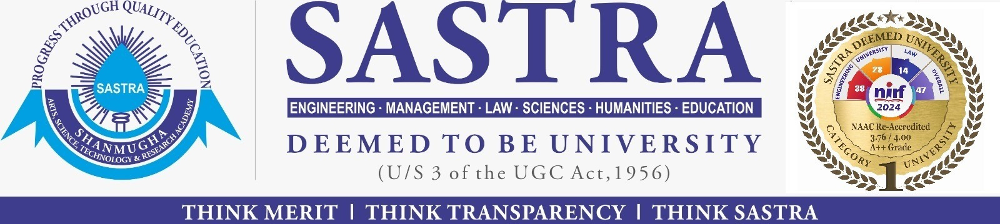 PROGRESS THROUGH QUALITY EDUCATION
SASTRA
SHANMUGHA
ARTS, SCIENCE, TECHNOLOGY & RESEARCH ACADEMY
SASTRA
ENGINEERING · MANAGEMENT · LAW · SCIENCES · HUMANITIES · EDUCATION
DEEMED TO BE UNIVERSITY
(U/S 3 of the UGC Act,1956)
SASTRA DEEMED UNIVERSITY
ENGINEERING
UNIVERSITY
LAW
OVERALL
38
28
14
47
nirf
2024
NAAC Re-Accredited
3.76 / 4.00
A++ Grade
CATEGORY 1 UNIVERSITY
THINK MERIT | THINK TRANSPARENCY | THINK SASTRA